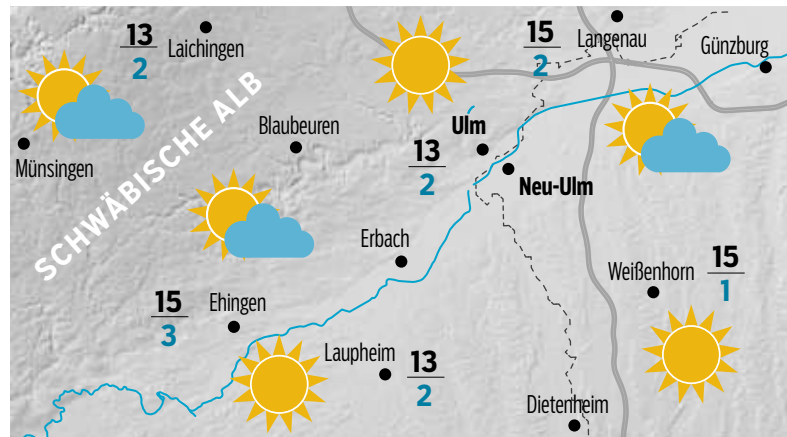 13
2
Laichingen
15
2
Langenau
Günzburg
SCHWÄBISCHE ALB
Münsingen
Blaubeuren
Ulm
13
2
Neu-Ulm
Erbach
15
3
Ehingen
Weißenhorn
15
1
Laupheim
13
2
Dietenheim